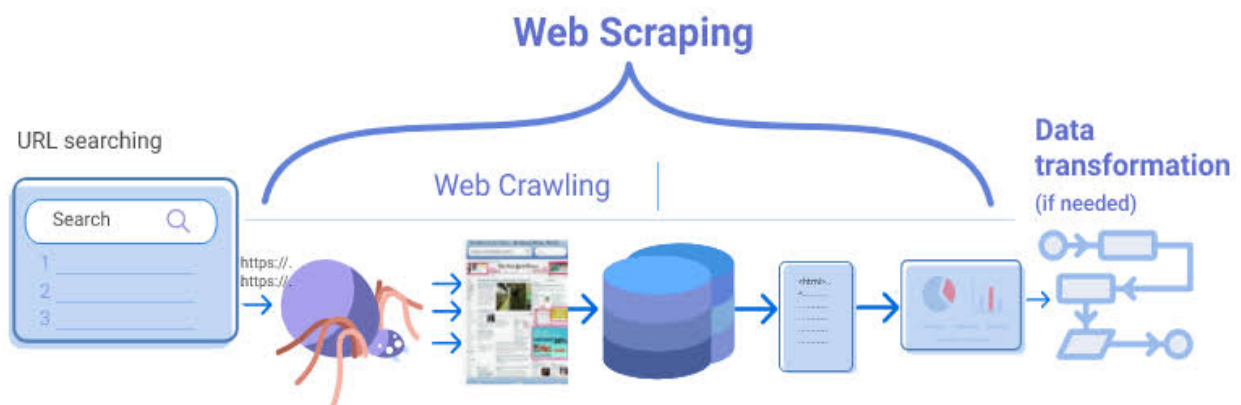 Web Scraping
URL searching
Search
1
2
3
Web Crawling
https://.
https://.
<html>..
Data
transformation
(if needed)